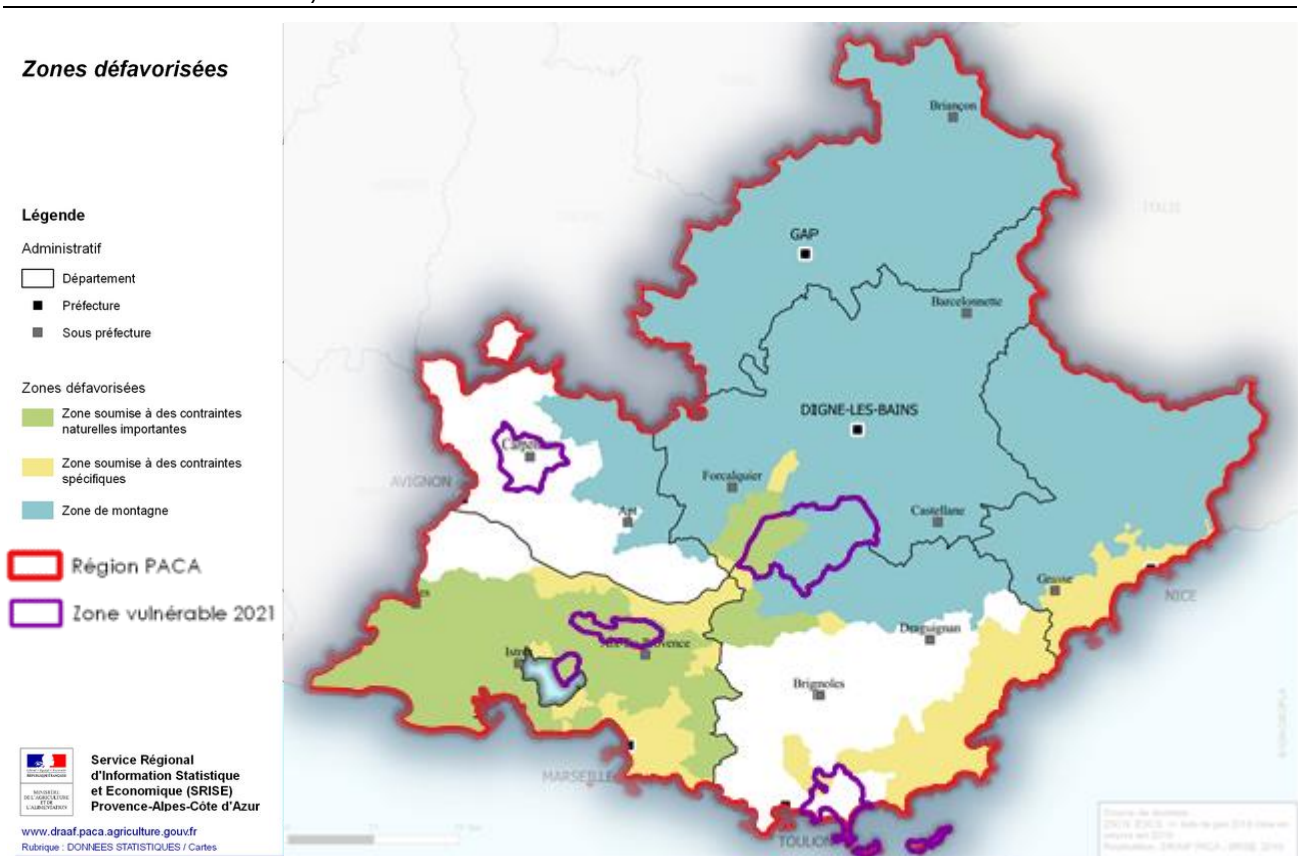 Zones défavorisées
Légende
Administratif
Département
Préfecture
Sous préfecture
Zones défavorisées
Zone soumise à des contraintes
naturelles importantes
Zone soumise à des contraintes
spécifiques
Zone de montagne
Région PACA
Zone vulnérable 2021
Service Régional
d'Information Statistique
et Economique (SRISE)
Provence-Alpes-Côte d'Azur
www.draaf.paca.agriculture.gouv.fr
Rubrique : DONNEES STATISTIQUES / Cartes
Briançon
ITALIE
GAP
Barcelonnette
DIGNE-LES-BAINS
AVIGNON
Forcalquier
Apt
Castellane
Grasse
NICE
Draguignan
Brignoles
MARSEILLE
TOULON